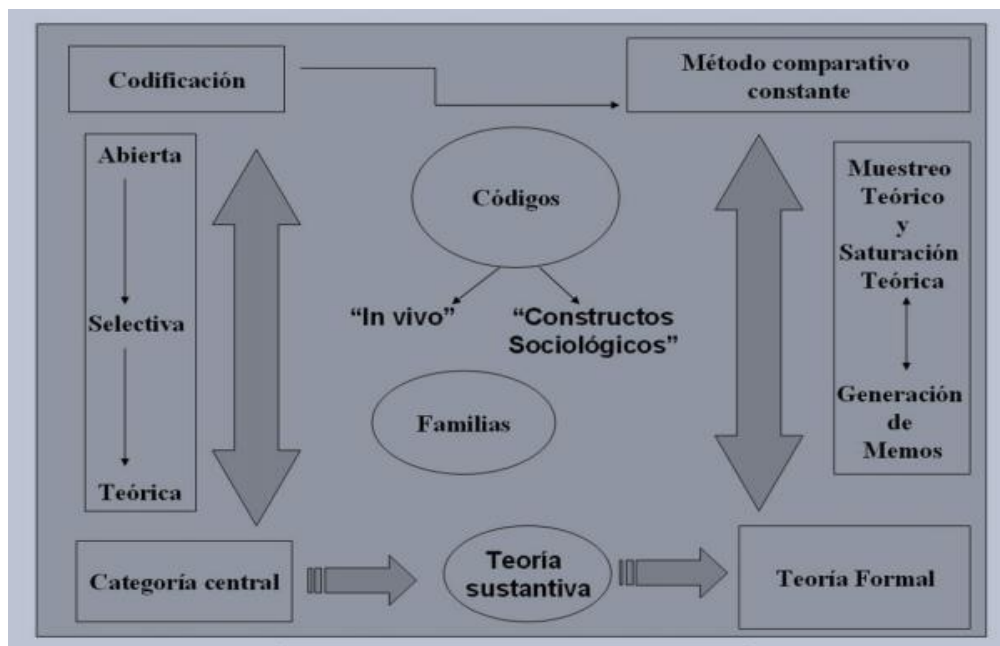 Codificación
Método comparativo
constante
Abierta
Selectiva
Teórica
Códigos
“In vivo”
“Constructos
Sociológicos”
Familias
Muestreo
Teórico
y
Saturación
Teórica
Generación
de
Memos
Categoría central
Teoría
sustantiva
Teoría Formal